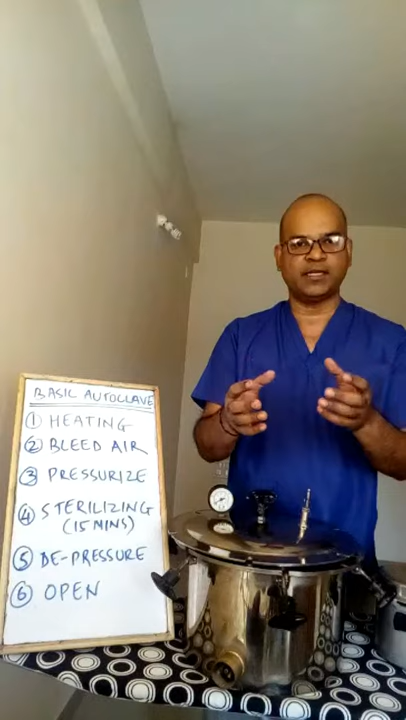 BASIC AUTOCLAVE
① HEATING
② BLEED AIR
③ PRESSURIZE
④ STERILIZING
(15 MINS)
⑤ DE-PRESSURE
⑥ OPEN